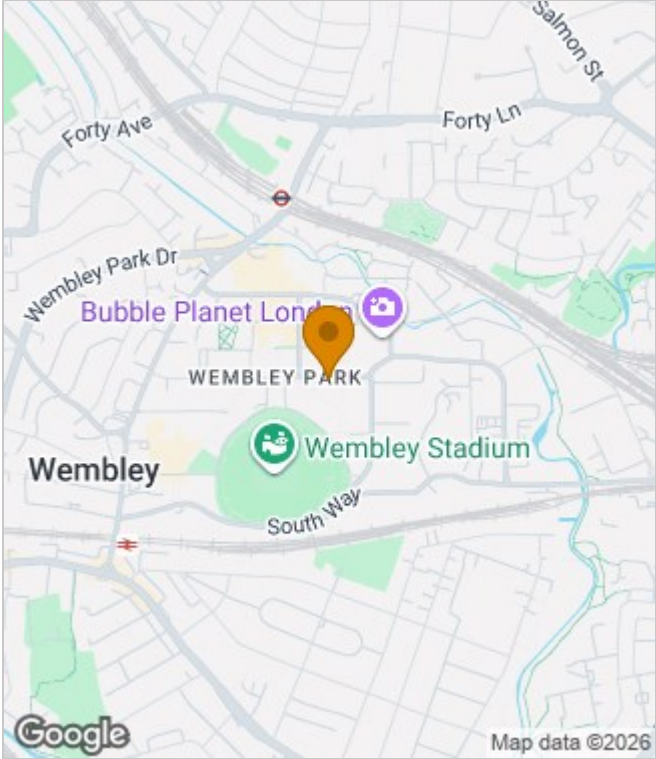 Salmon St
Forty Ave
Forty Ln
Wembley Park Dr
Bubble Planet London
WEMBLEY PARK
Wembley Stadium
Wembley
South Way
Google
Map data ©2026